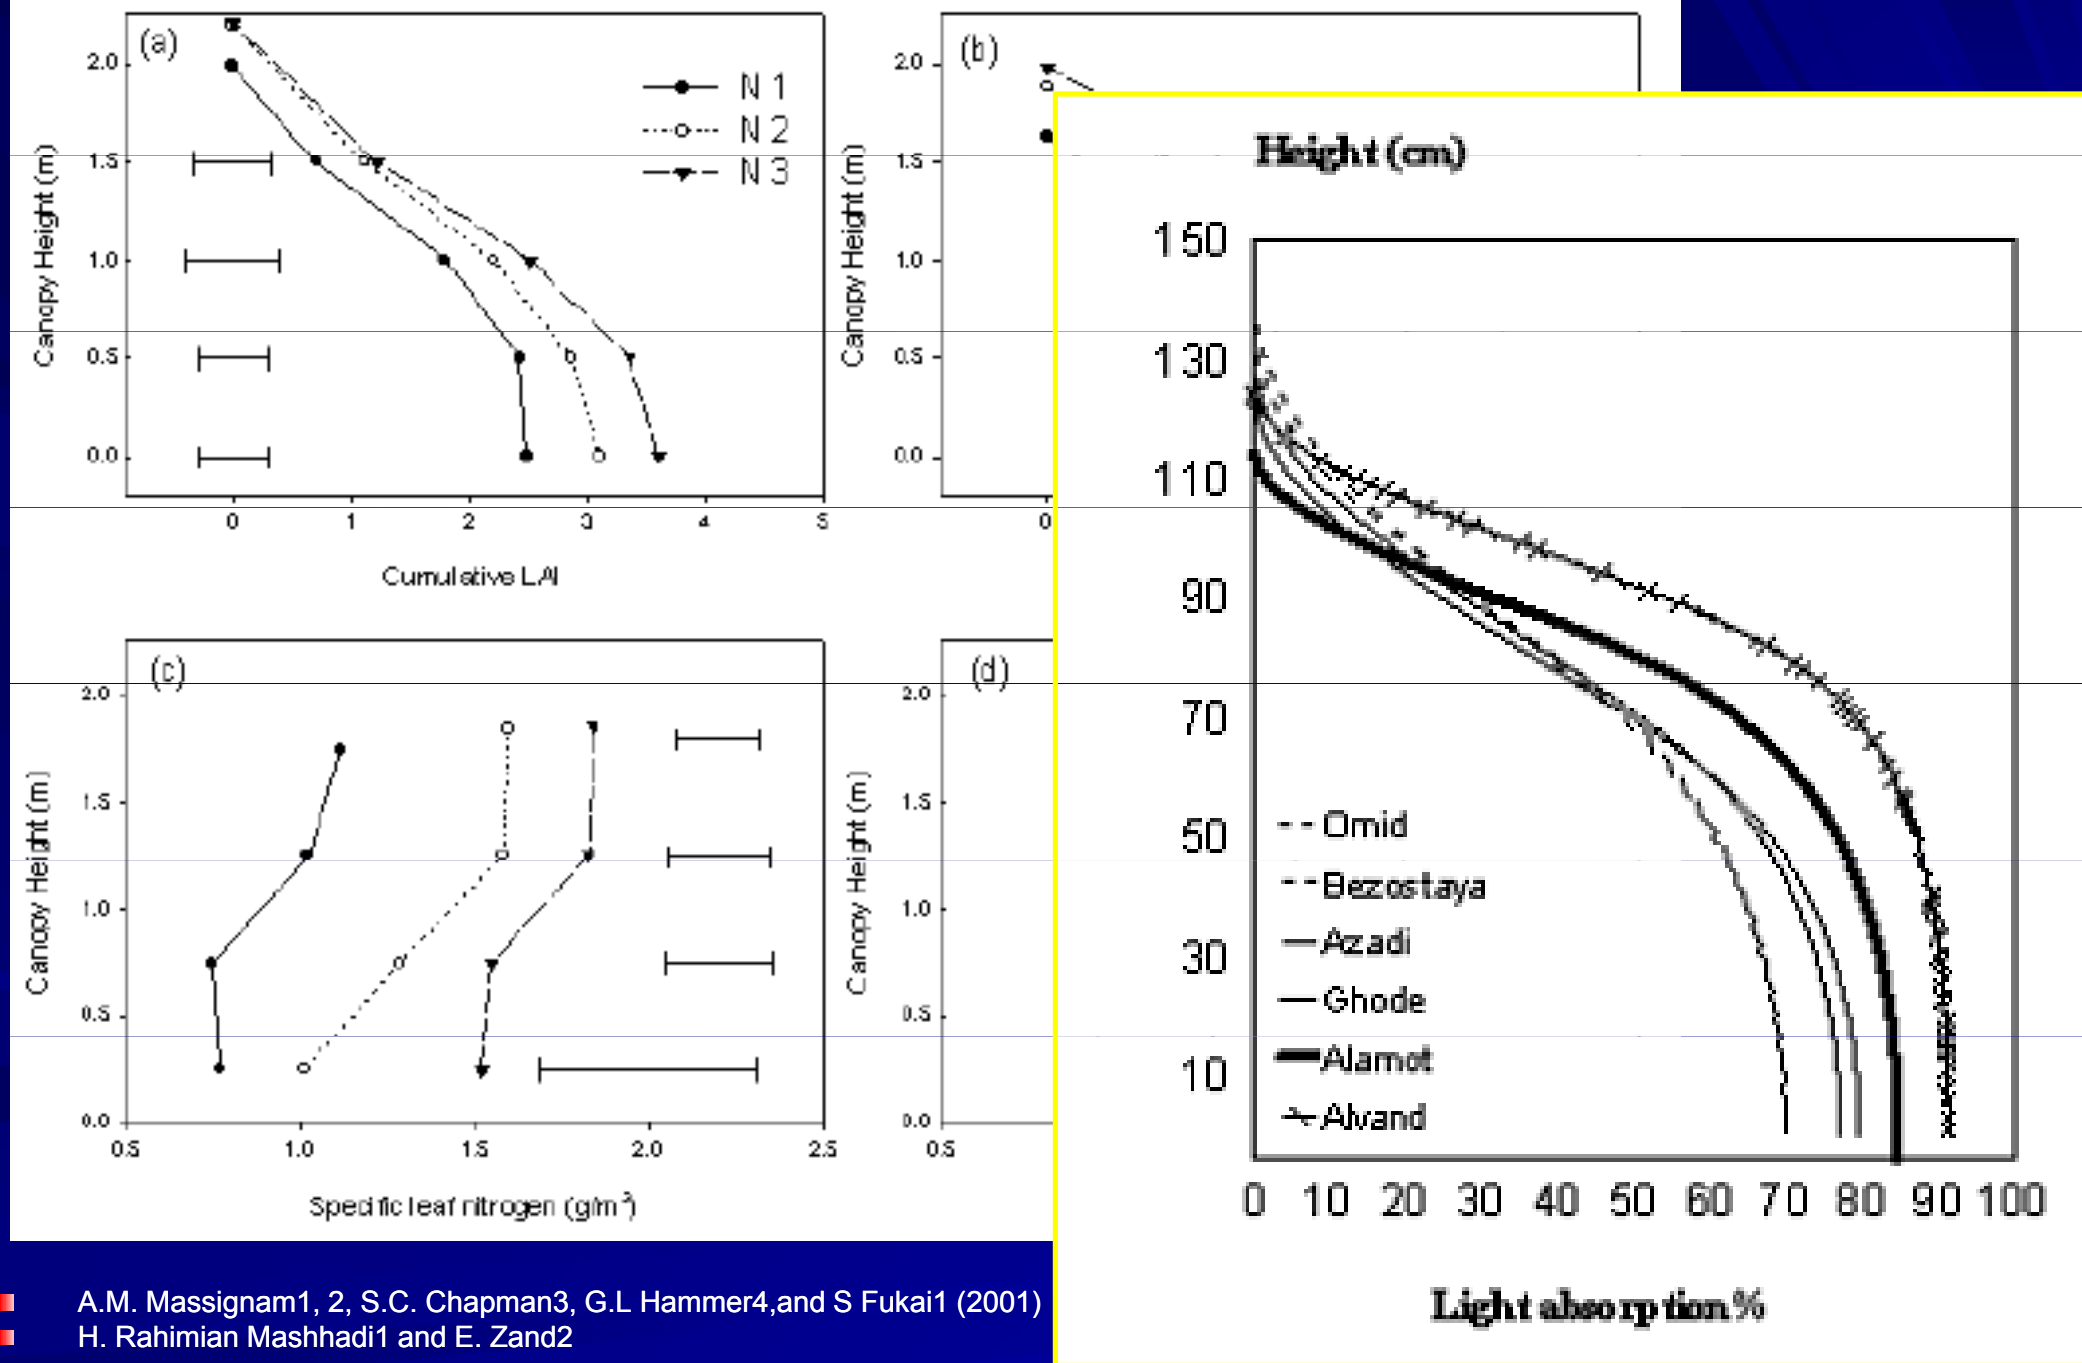 (a)
N 1
N 2
N 3
2.0
1.5
1.0
0.5
0.0
Canopy Height (m)
0 1 2 3 4 5
Cumulative LAI
(b)
2.0
1.5
1.0
0.5
0.0
Canopy Height (m)
0
(c)
2.0
1.5
1.0
0.5
0.0
Canopy Height (m)
0.5 1.0 1.5 2.0 2.5
Specific leaf nitrogen (g/m²)
(d)
2.0
1.5
1.0
0.5
0.0
Canopy Height (m)
0.5
Height (cm)
150
130
110
90
70
50
30
10
Omid
Bezostaya
Azadi
Ghode
Alamot
Alvand
0 10 20 30 40 50 60 70 80 90 100
Light absorption %
A.M. Massignam1, 2, S.C. Chapman3, G.L Hammer4,and S Fukai1 (2001)
H. Rahimian Mashhadi1 and E. Zand2